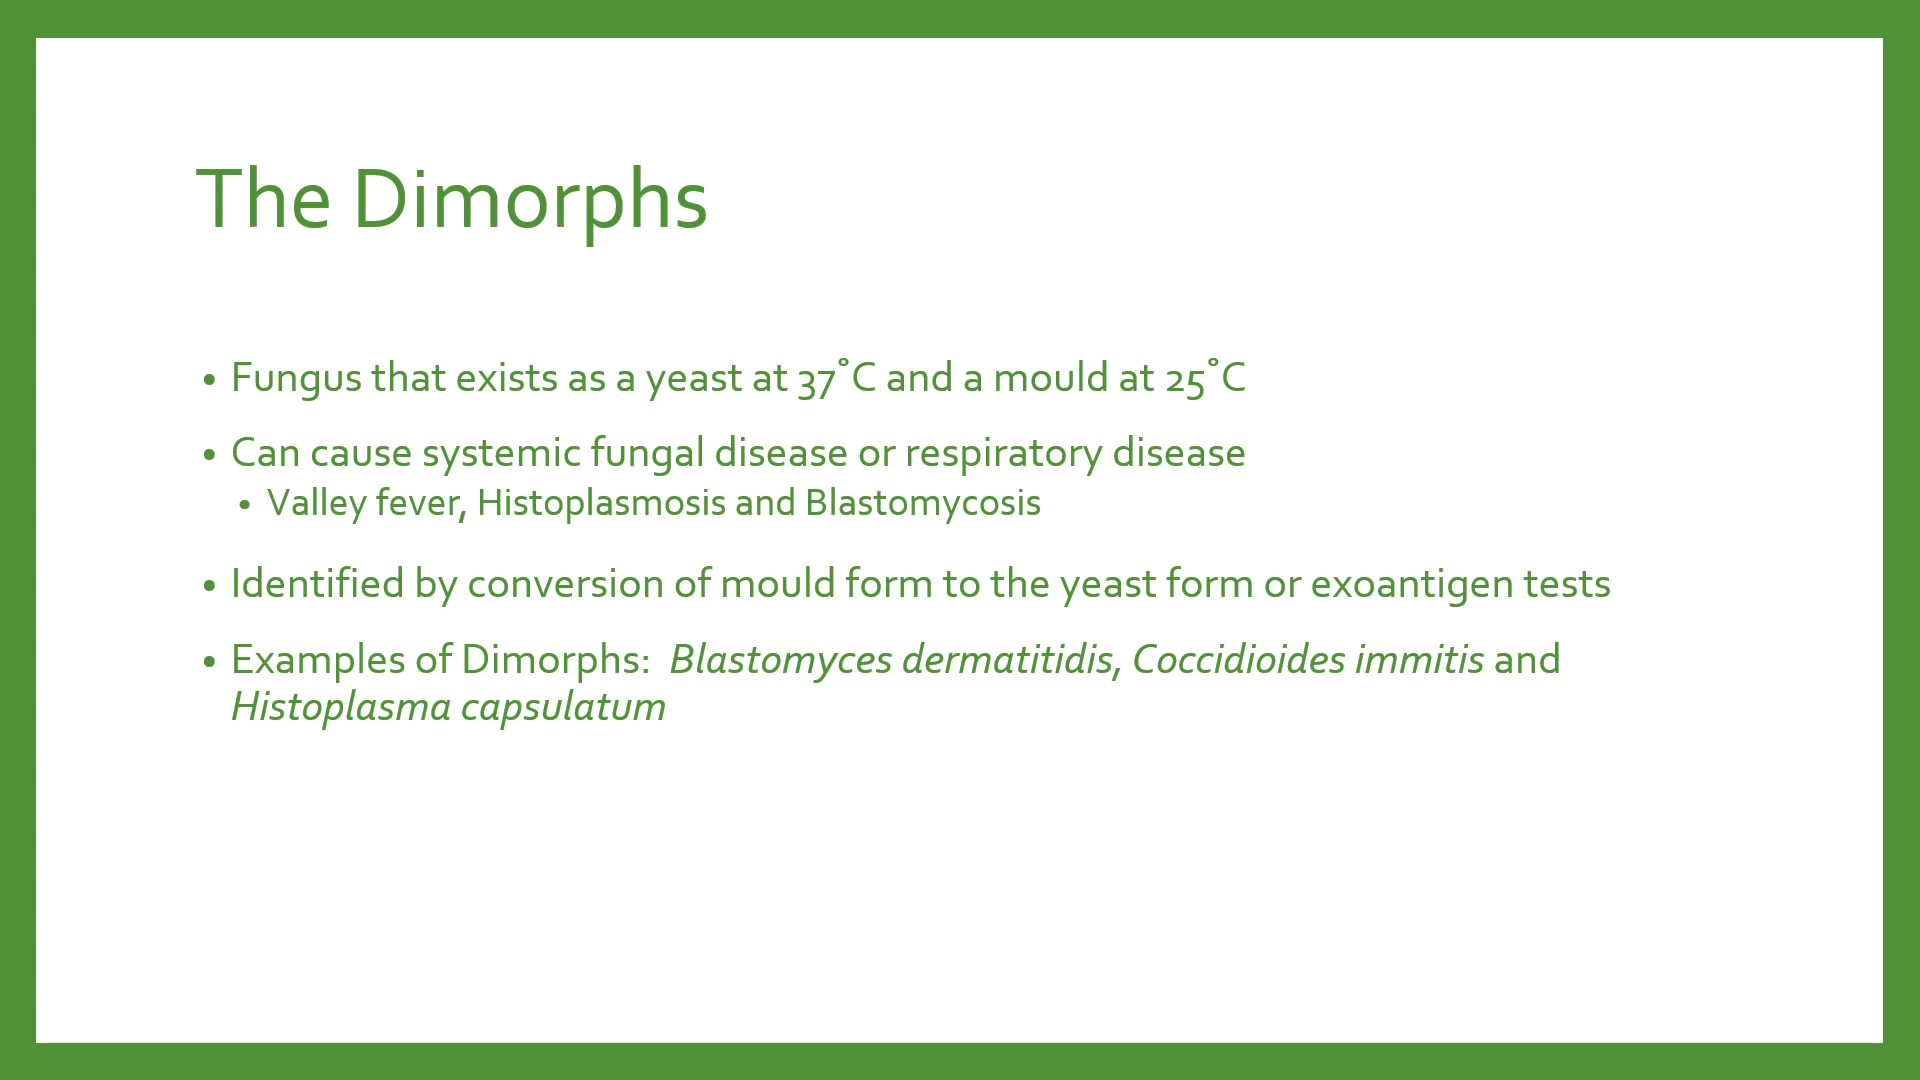 The Dimorphs
• Fungus that exists as a yeast at 37˚C and a mould at 25˚C
• Can cause systemic fungal disease or respiratory disease
• Valley fever, Histoplasmosis and Blastomycosis
• Identified by conversion of mould form to the yeast form or exoantigen tests
• Examples of Dimorphs:  Blastomyces dermatitidis, Coccidioides immitis and
Histoplasma capsulatum